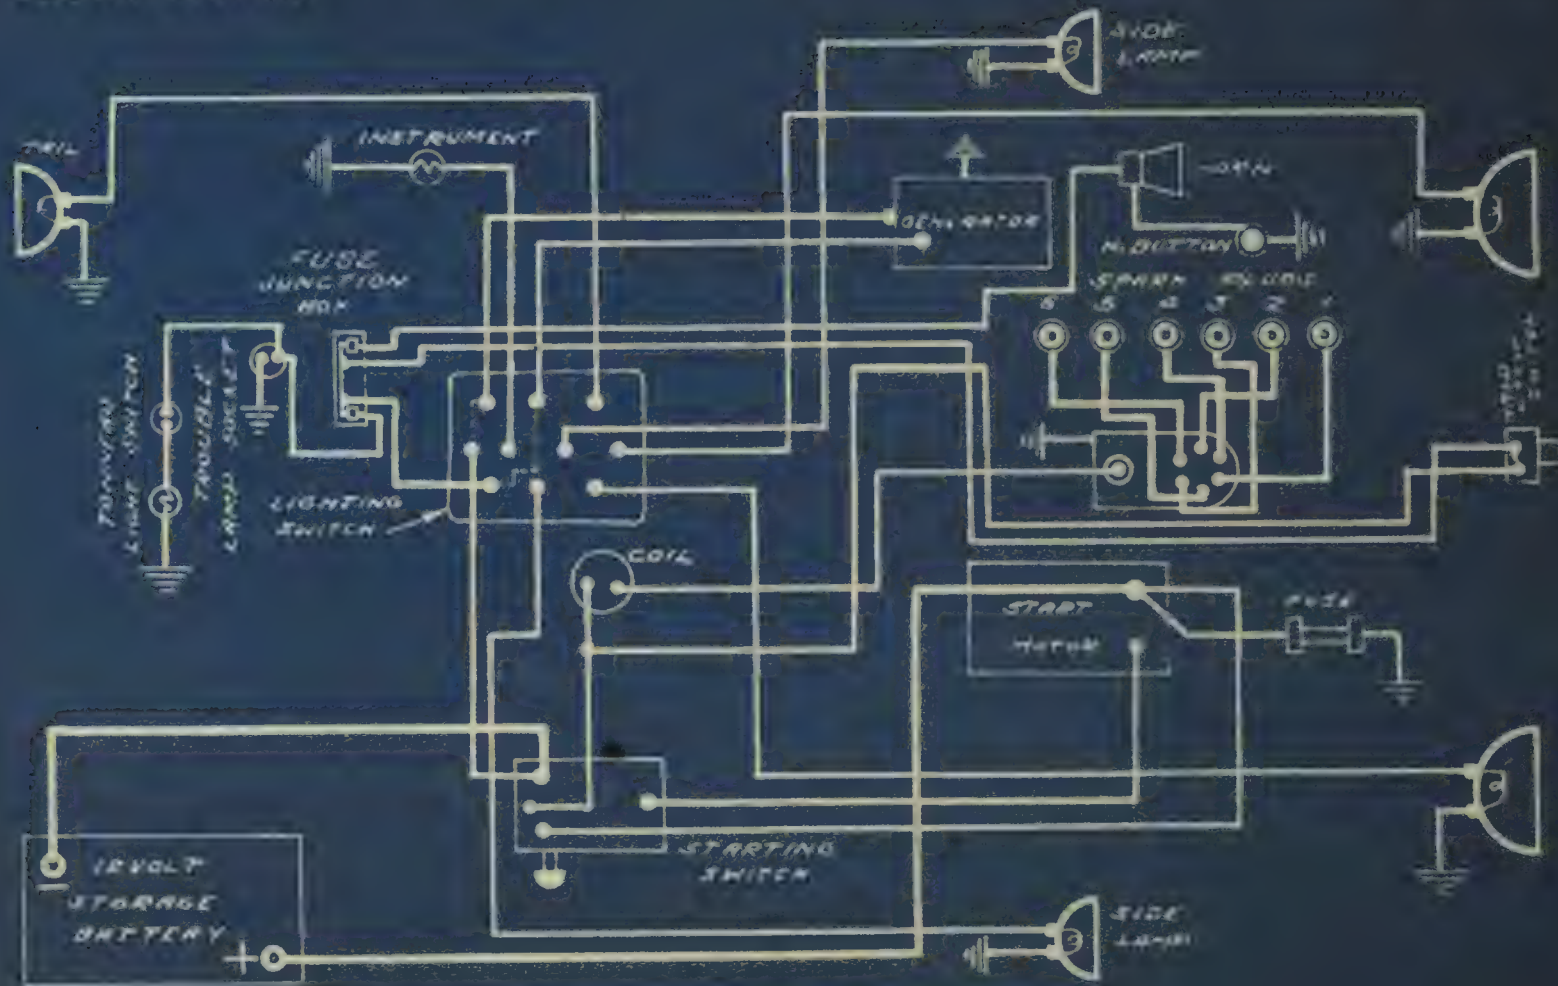 SIDE
LAMP
INSTRUMENT
TAIL
GENERATOR
H. BUTTON
FUSE
JUNCTION
BOX
SPARK PLUGS
6 5 4 3 2 1
TONNEAU
LIGHT SWITCH
TROUBLE
LAMP SOCKET
LIGHTING
SWITCH
COIL
START
MOTOR
FUSE
12 VOLT
STORAGE
BATTERY
STARTING
SWITCH
SIDE
LAMP